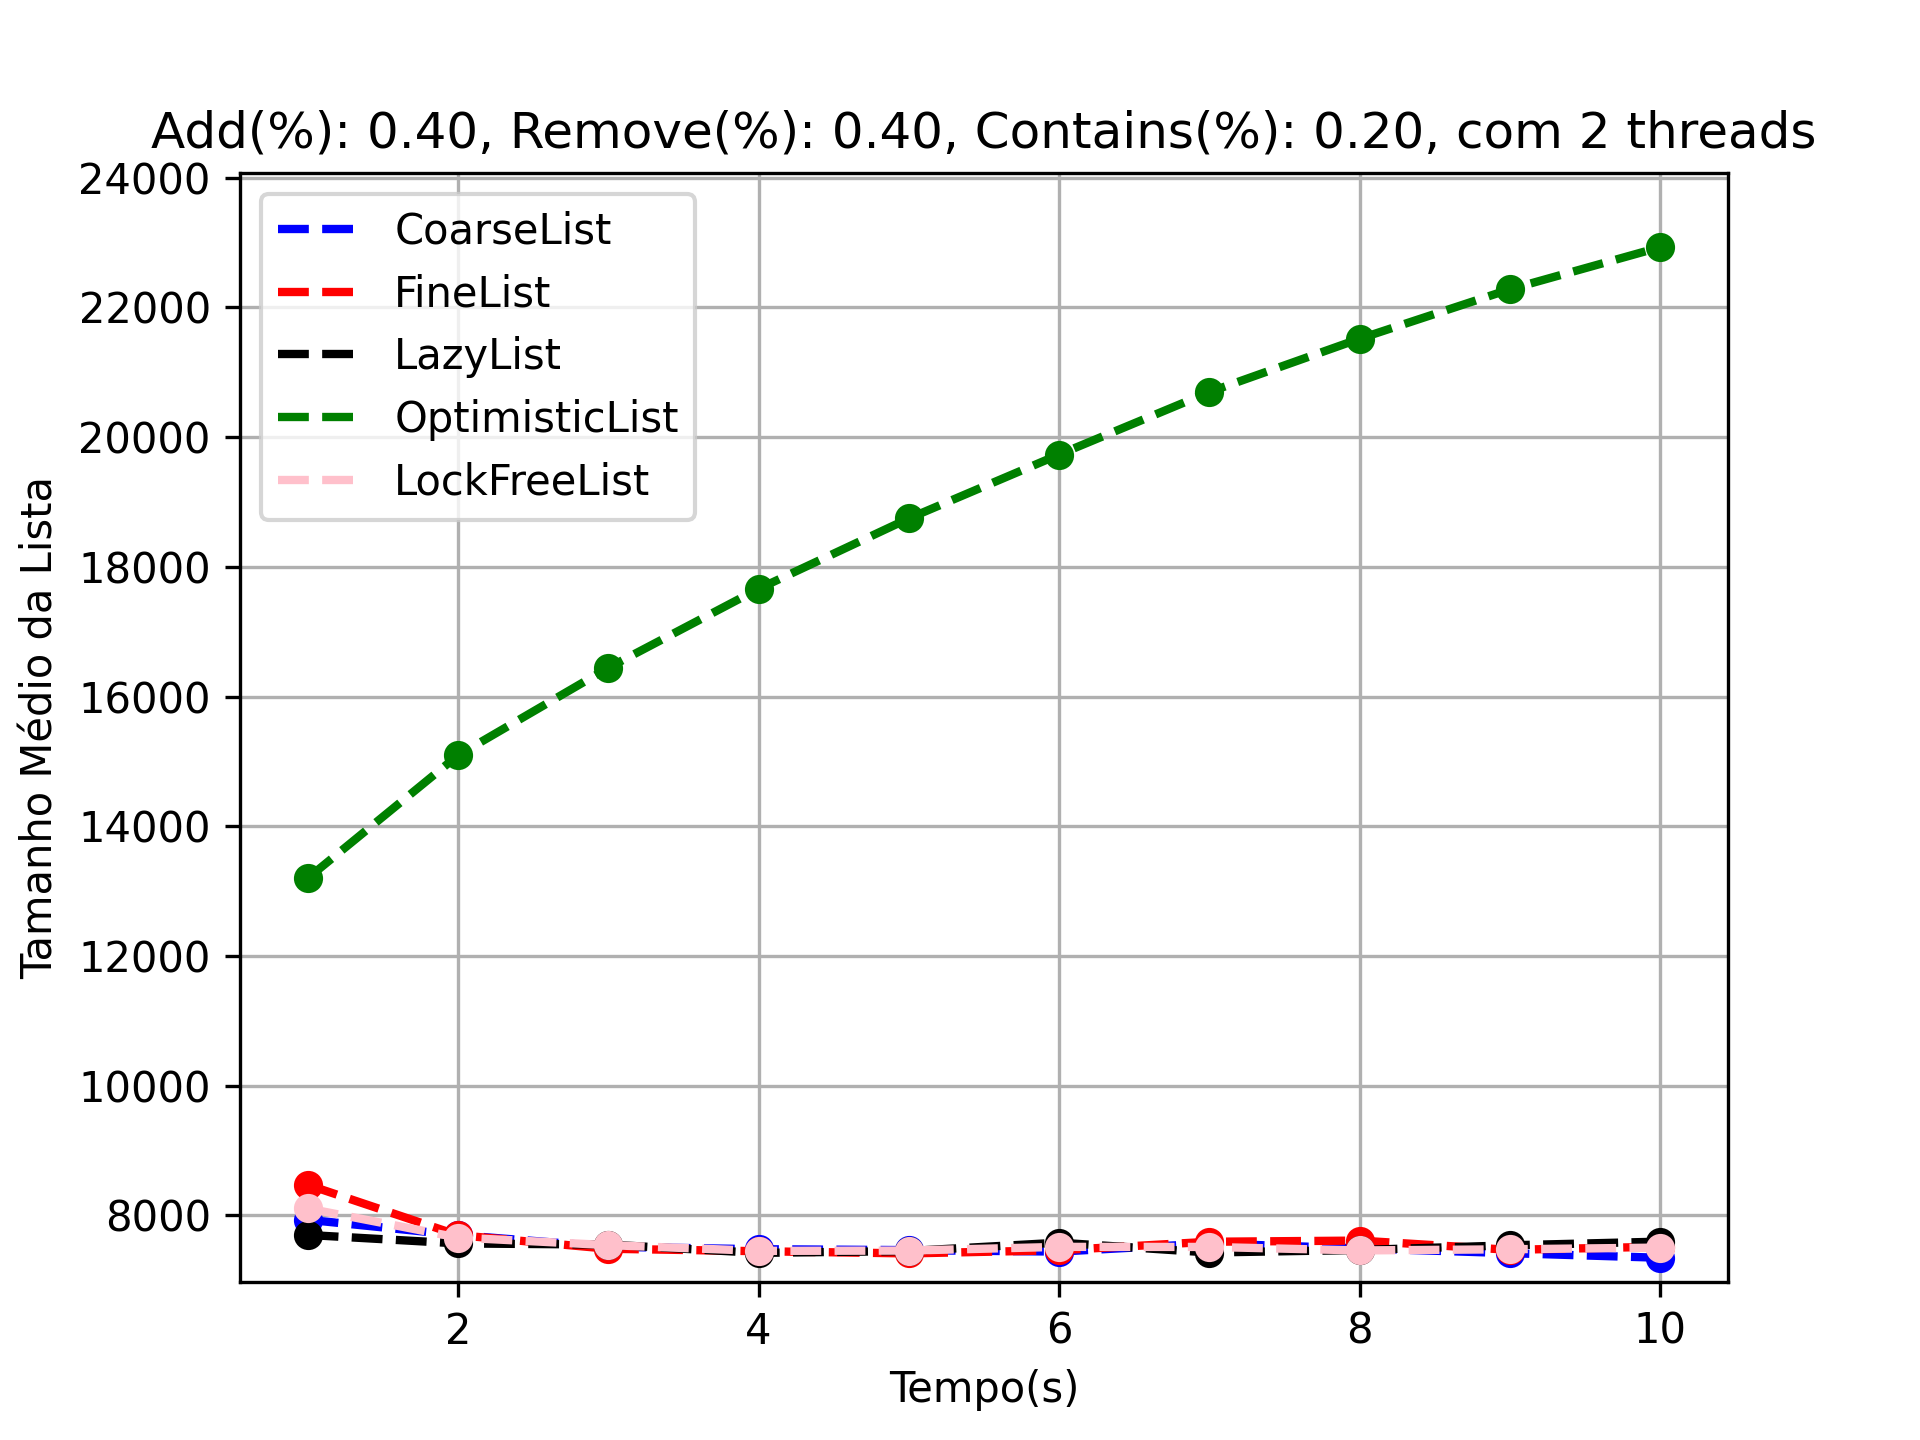 Add(%): 0.40, Remove(%): 0.40, Contains(%): 0.20, com 2 threads
24000
22000
20000
18000
16000
14000
12000
10000
8000
Tamanho Médio da Lista
CoarseList
FineList
LazyList
OptimisticList
LockFreeList
2
4
6
8
10
Tempo(s)